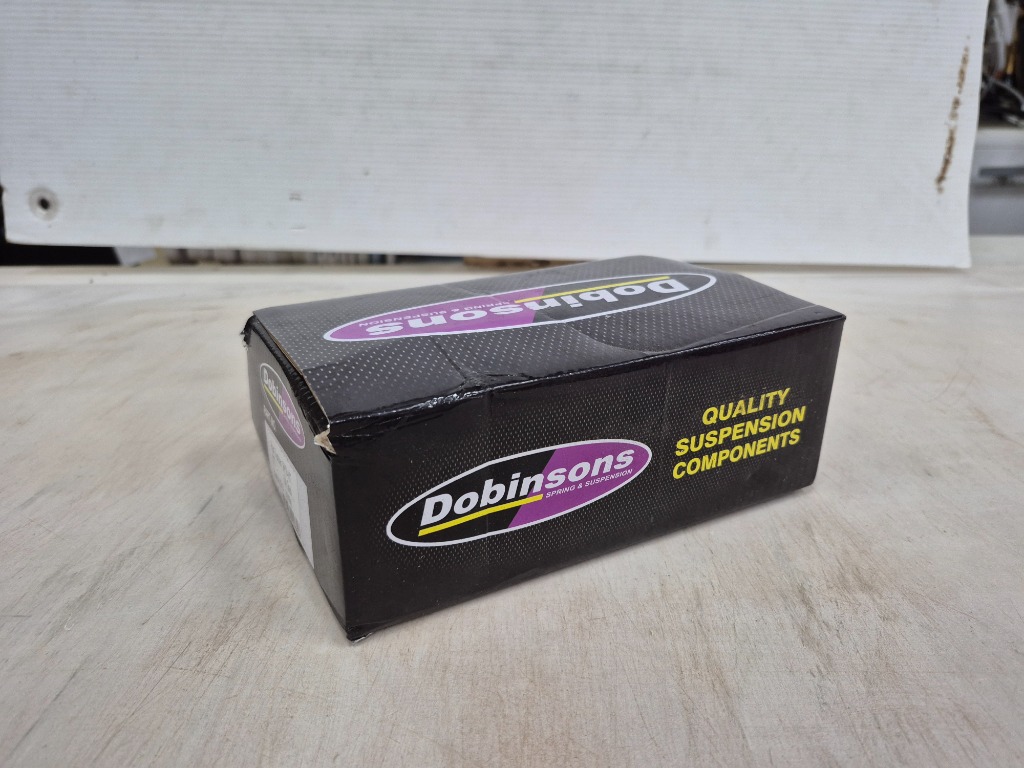 Dobinsons
SPRING & SUSPENSION
Dobinsons
Dobinsons
SPRING & SUSPENSION
QUALITY
SUSPENSION
COMPONENTS